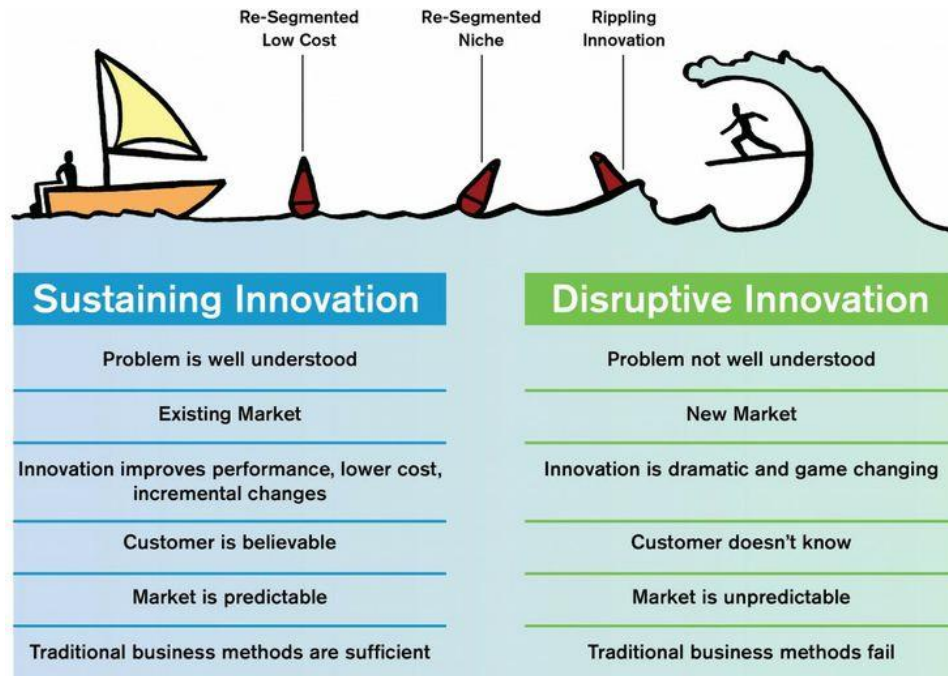 Re-Segmented
Low Cost
Re-Segmented
Niche
Rippling
Innovation
Sustaining Innovation
Problem is well understood
Existing Market
Innovation improves performance, lower cost,
incremental changes
Customer is believable
Market is predictable
Traditional business methods are sufficient
Disruptive Innovation
Problem not well understood
New Market
Innovation is dramatic and game changing
Customer doesn't know
Market is unpredictable
Traditional business methods fail